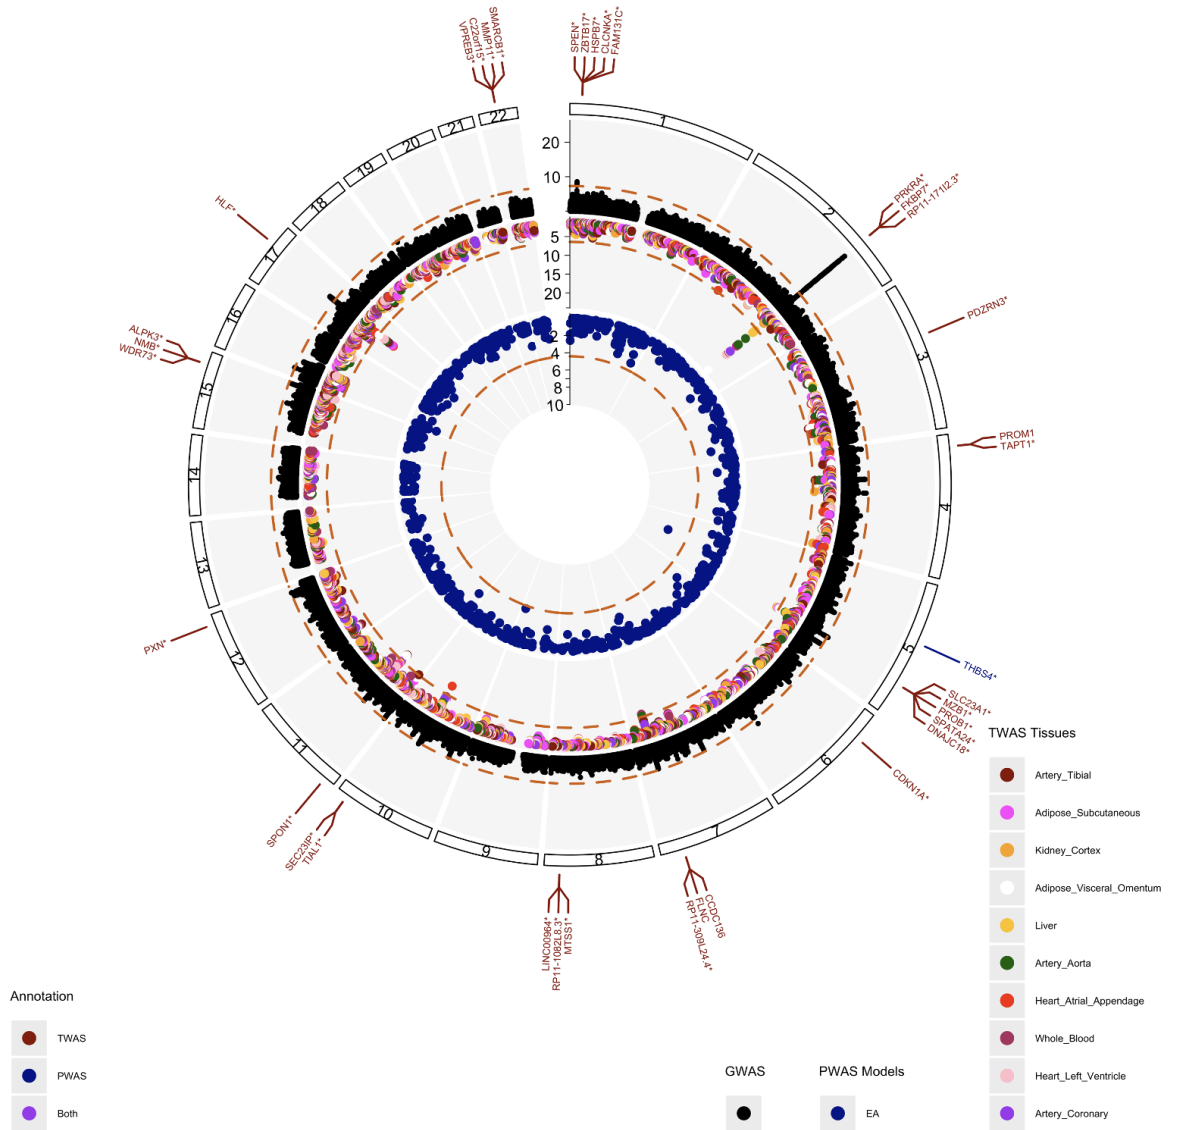 SMARCB1*
MMP11*
C22orf15*
VPREB3*
SPEN*
ZBTB17*
HSPB7*
CLCNKA*
FAM131C*
PRKRA*
FKBP7*
RP11-171I2.3*
PDZRN3*
PROM1
TAPT1*
THBS4*
SLC23A1*
MZB1*
PROB1*
SPATA24*
DNAJC18*
CDKN1A*
CCDC136
FLNC
RP11-309L24.4*
MTSS1*
RP11-1082L8.3*
LINC00964*
TIAL1*
SEC23IP*
SPON1*
PXN*
WDR73*
NMB*
ALPK3*
HLF*
1
2
3
4
5
6
7
8
9
10
11
12
13
14
15
16
17
18
19
20
21
22
20
10
5
10
15
20
2
4
6
8
10
TWAS Tissues
Artery_Tibial
Adipose_Subcutaneous
Kidney_Cortex
Adipose_Visceral_Omentum
Liver
Artery_Aorta
Heart_Atrial_Appendage
Whole_Blood
Heart_Left_Ventricle
Artery_Coronary
Annotation
TWAS
PWAS
Both
GWAS
PWAS Models
EA